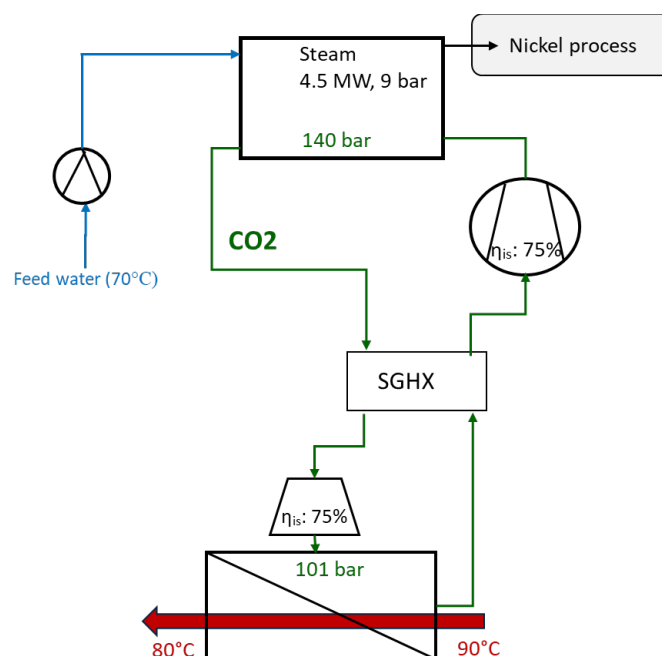 Steam
4.5 MW, 9 bar
Nickel process
140 bar
CO2
ηis: 75%
Feed water (70°C)
SGHX
ηis: 75%
101 bar
80°C
90°C